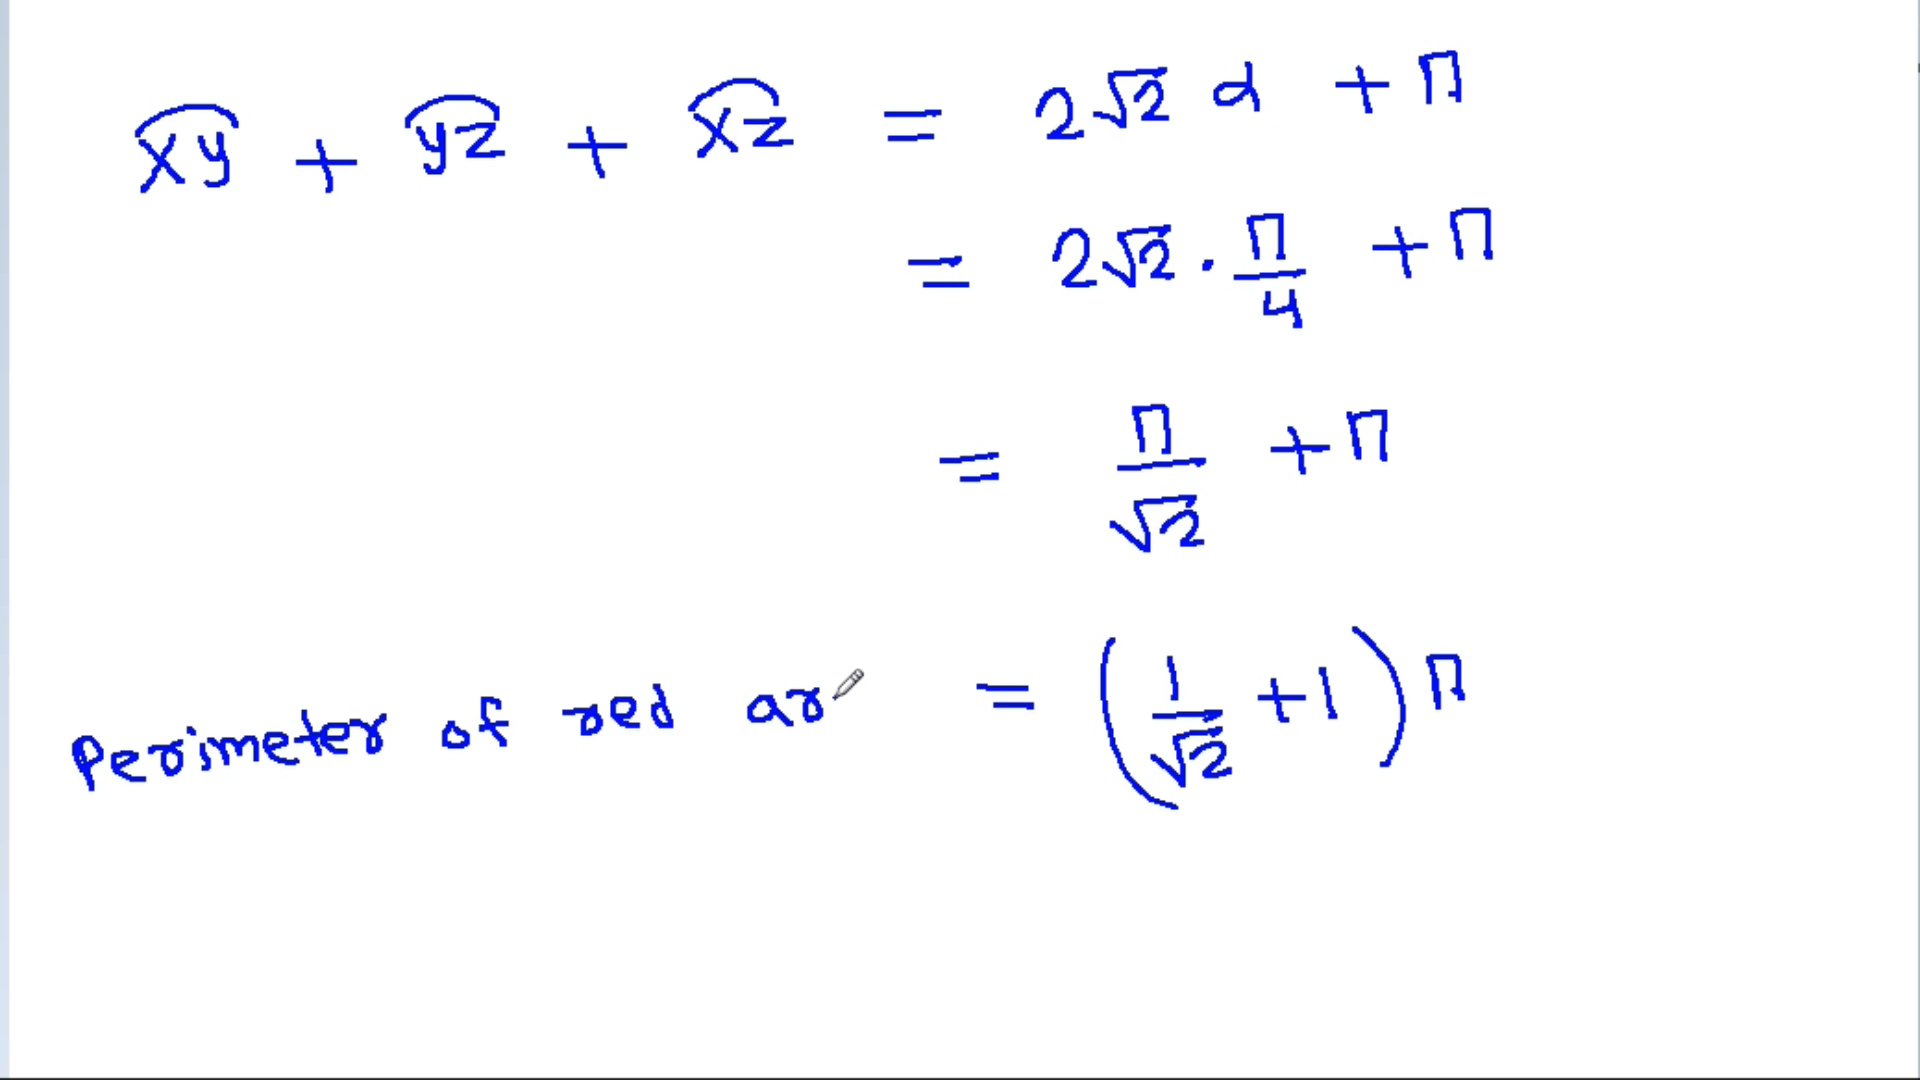 ⌢XY + ⌢YZ + ⌢XZ = 2√2 α + π
= 2√2 · π/4 + π
= π/√2 + π
Perimeter of red ar = (1/√2 + 1) π